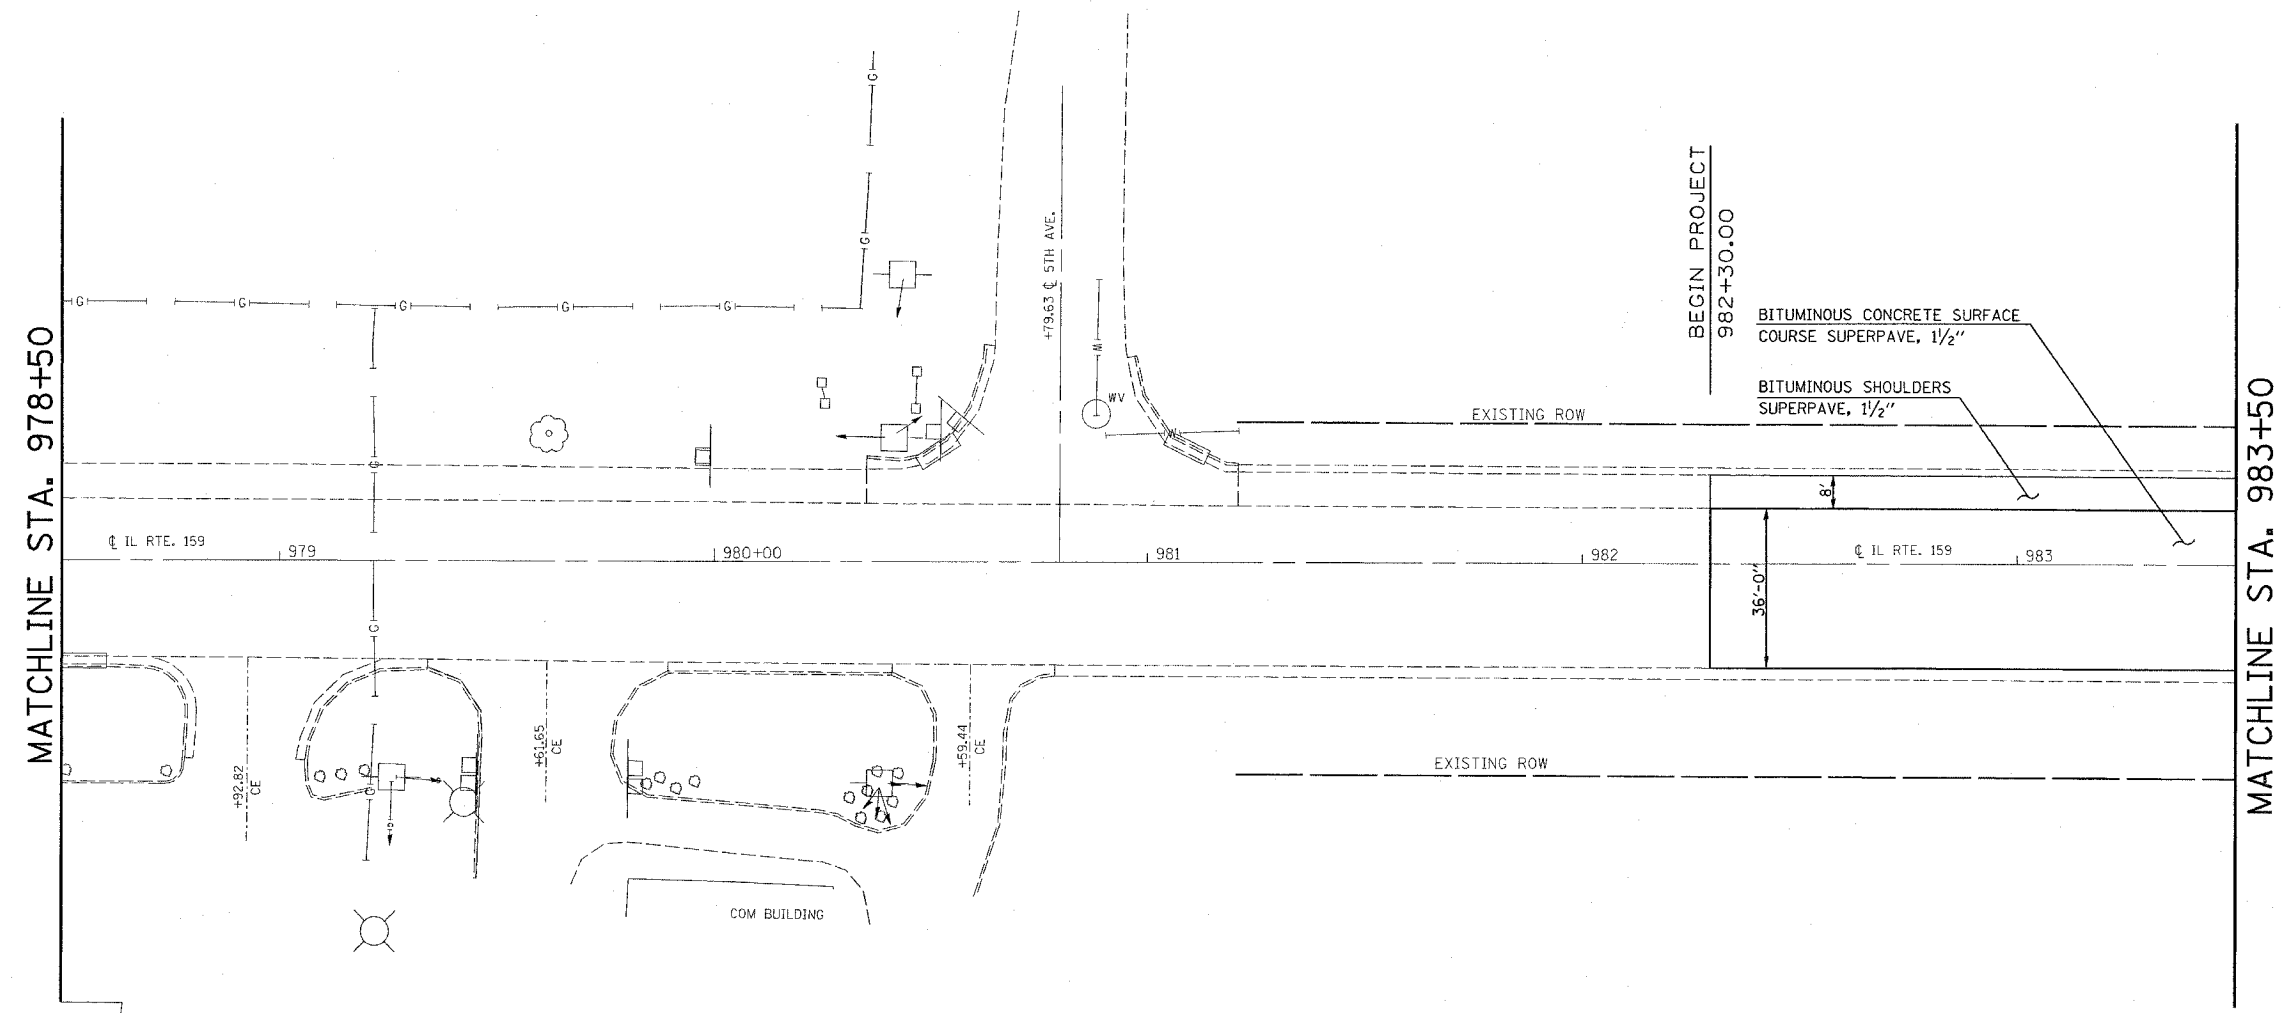 MATCHLINE STA. 978+50
G
G
G
G
G
G
G
G
G
G
G
+79.63 ℄ 5TH AVE.
W
WV
W
BEGIN PROJECT
982+30.00
BITUMINOUS CONCRETE SURFACE
COURSE SUPERPAVE, 1½"
BITUMINOUS SHOULDERS
SUPERPAVE, 1½"
EXISTING ROW
8'
℄ IL RTE. 159
979
980+00
981
982
℄ IL RTE. 159
983
36'-0"
+92.82
CE
+61.65
CE
+59.44
CE
EXISTING ROW
COM BUILDING
MATCHLINE STA. 983+50